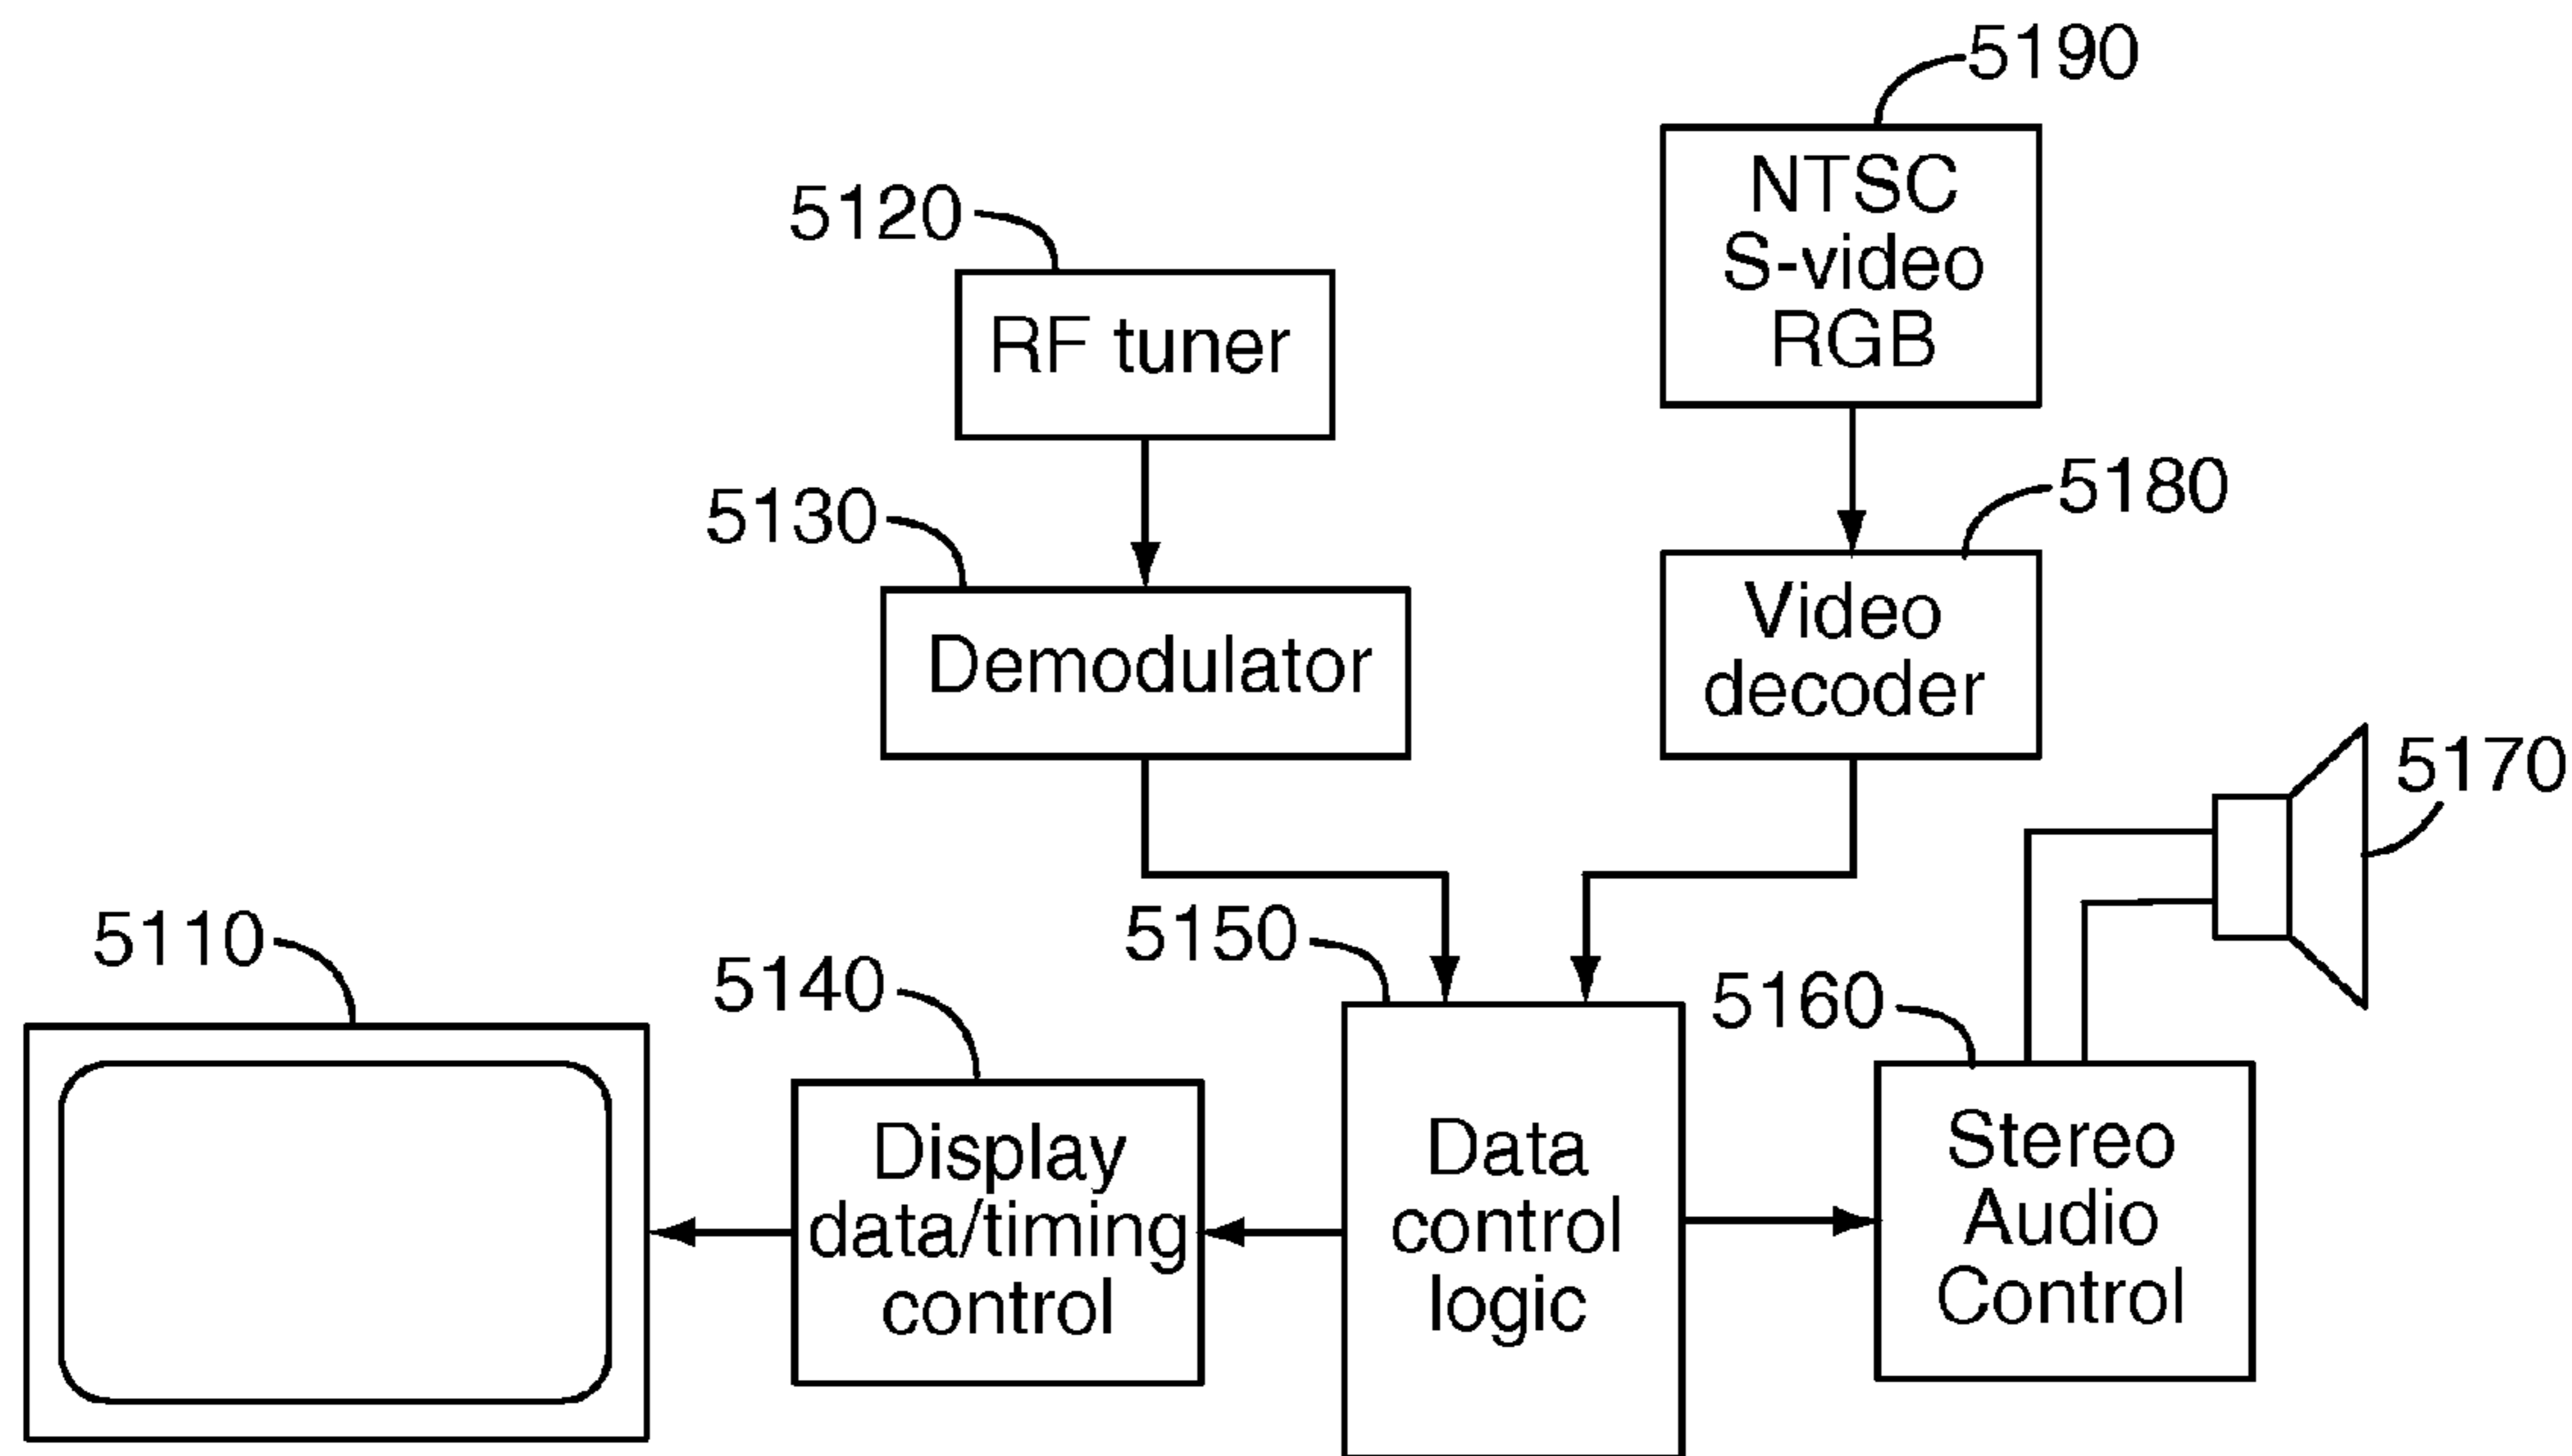 5190
NTSC
S-video
RGB
5120
RF tuner
5180
5130
Video
decoder
Demodulator
5170
5110
5150
5140
5160
Display
data/timing
control
Data
control
logic
Stereo
Audio
Control